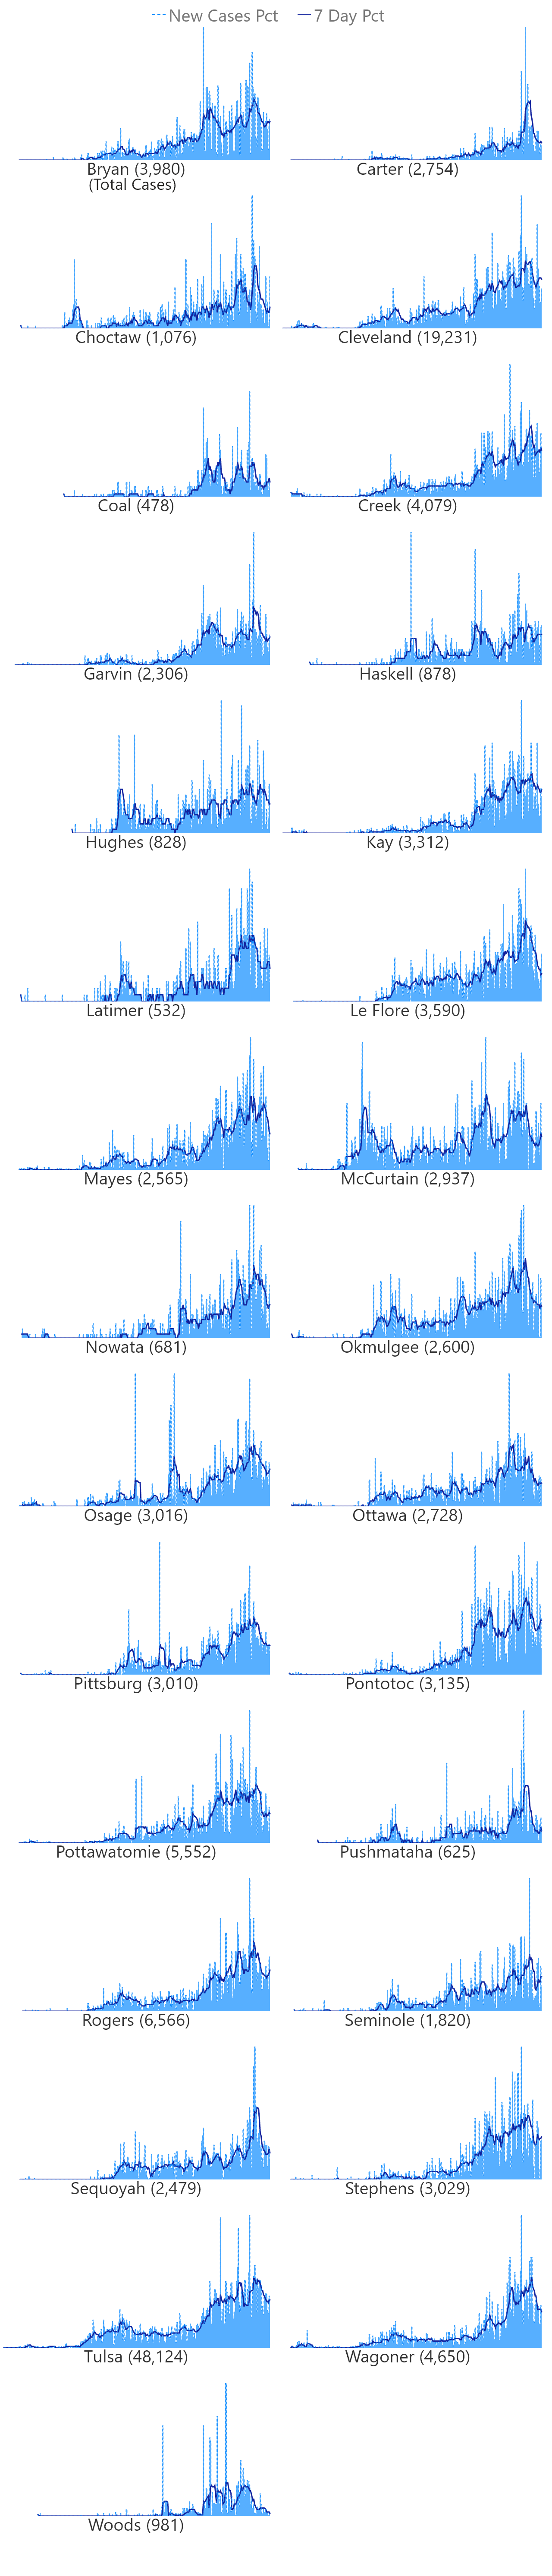 New Cases Pct 7 Day Pct
Bryan (3,980)
(Total Cases)
Carter (2,754)
Choctaw (1,076)
Cleveland (19,231)
Coal (478)
Creek (4,079)
Garvin (2,306)
Haskell (878)
Hughes (828)
Kay (3,312)
Latimer (532)
Le Flore (3,590)
Mayes (2,565)
McCurtain (2,937)
Nowata (681)
Okmulgee (2,600)
Osage (3,016)
Ottawa (2,728)
Pittsburg (3,010)
Pontotoc (3,135)
Pottawatomie (5,552)
Pushmataha (625)
Rogers (6,566)
Seminole (1,820)
Sequoyah (2,479)
Stephens (3,029)
Tulsa (48,124)
Wagoner (4,650)
Woods (981)